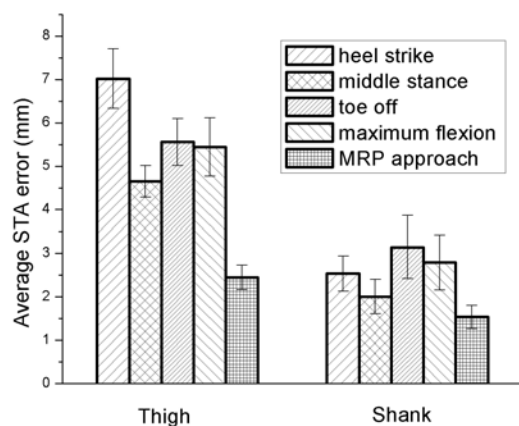 Average STA error (mm)
8
7
6
5
4
3
2
1
0
heel strike
middle stance
toe off
maximum flexion
MRP approach
Thigh Shank